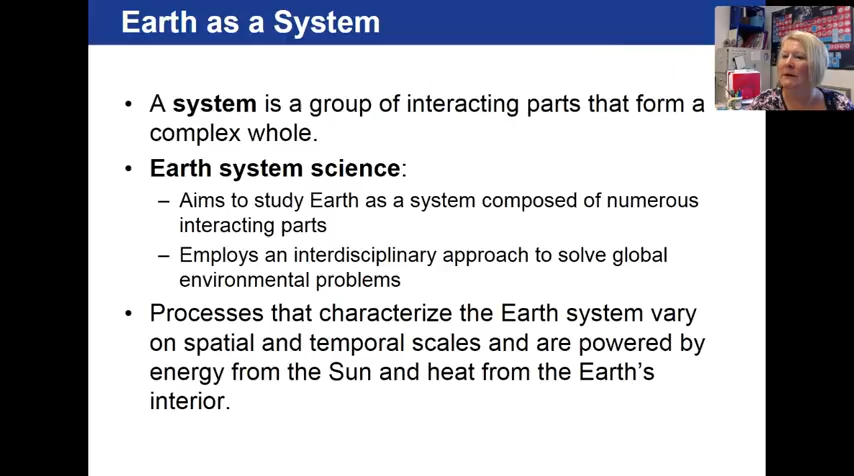 Earth as a System
• A system is a group of interacting parts that form a
complex whole.
• Earth system science:
– Aims to study Earth as a system composed of numerous
interacting parts
– Employs an interdisciplinary approach to solve global
environmental problems
• Processes that characterize the Earth system vary
on spatial and temporal scales and are powered by
energy from the Sun and heat from the Earth’s
interior.